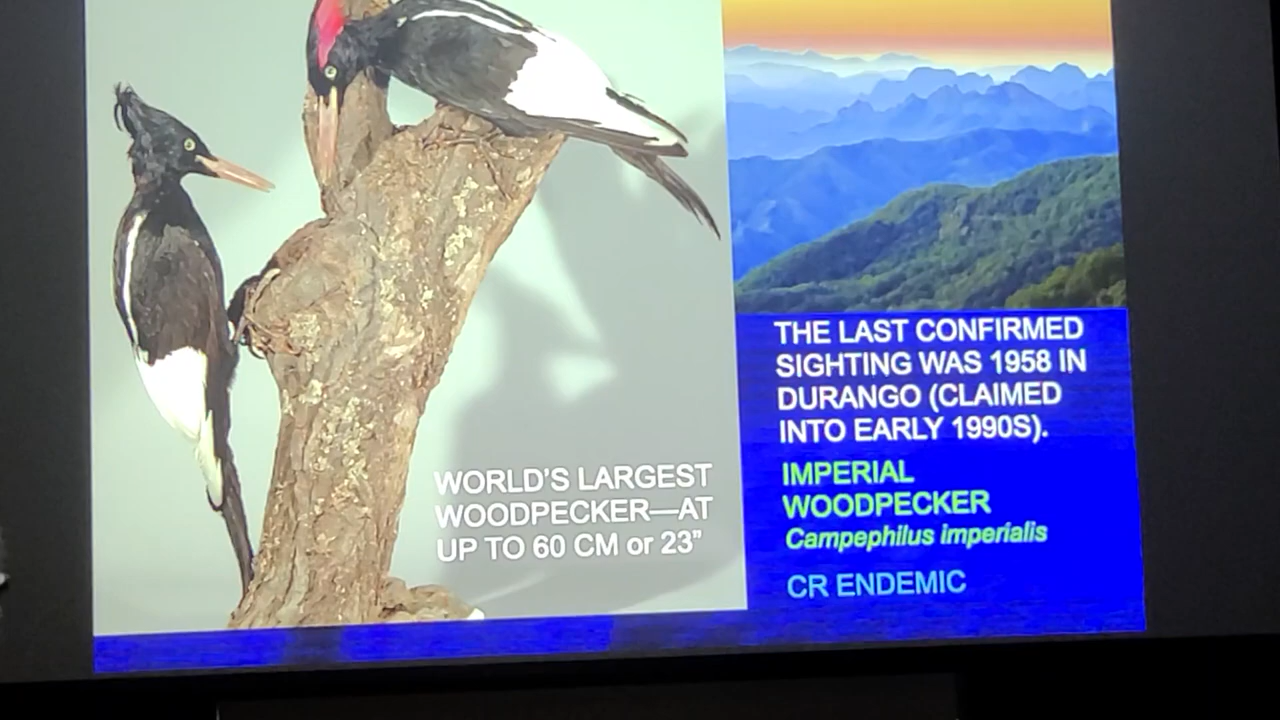 WORLD'S LARGEST
WOODPECKER—AT
UP TO 60 CM or 23”
THE LAST CONFIRMED
SIGHTING WAS 1958 IN
DURANGO (CLAIMED
INTO EARLY 1990S).
IMPERIAL
WOODPECKER
Campephilus imperialis
CR ENDEMIC